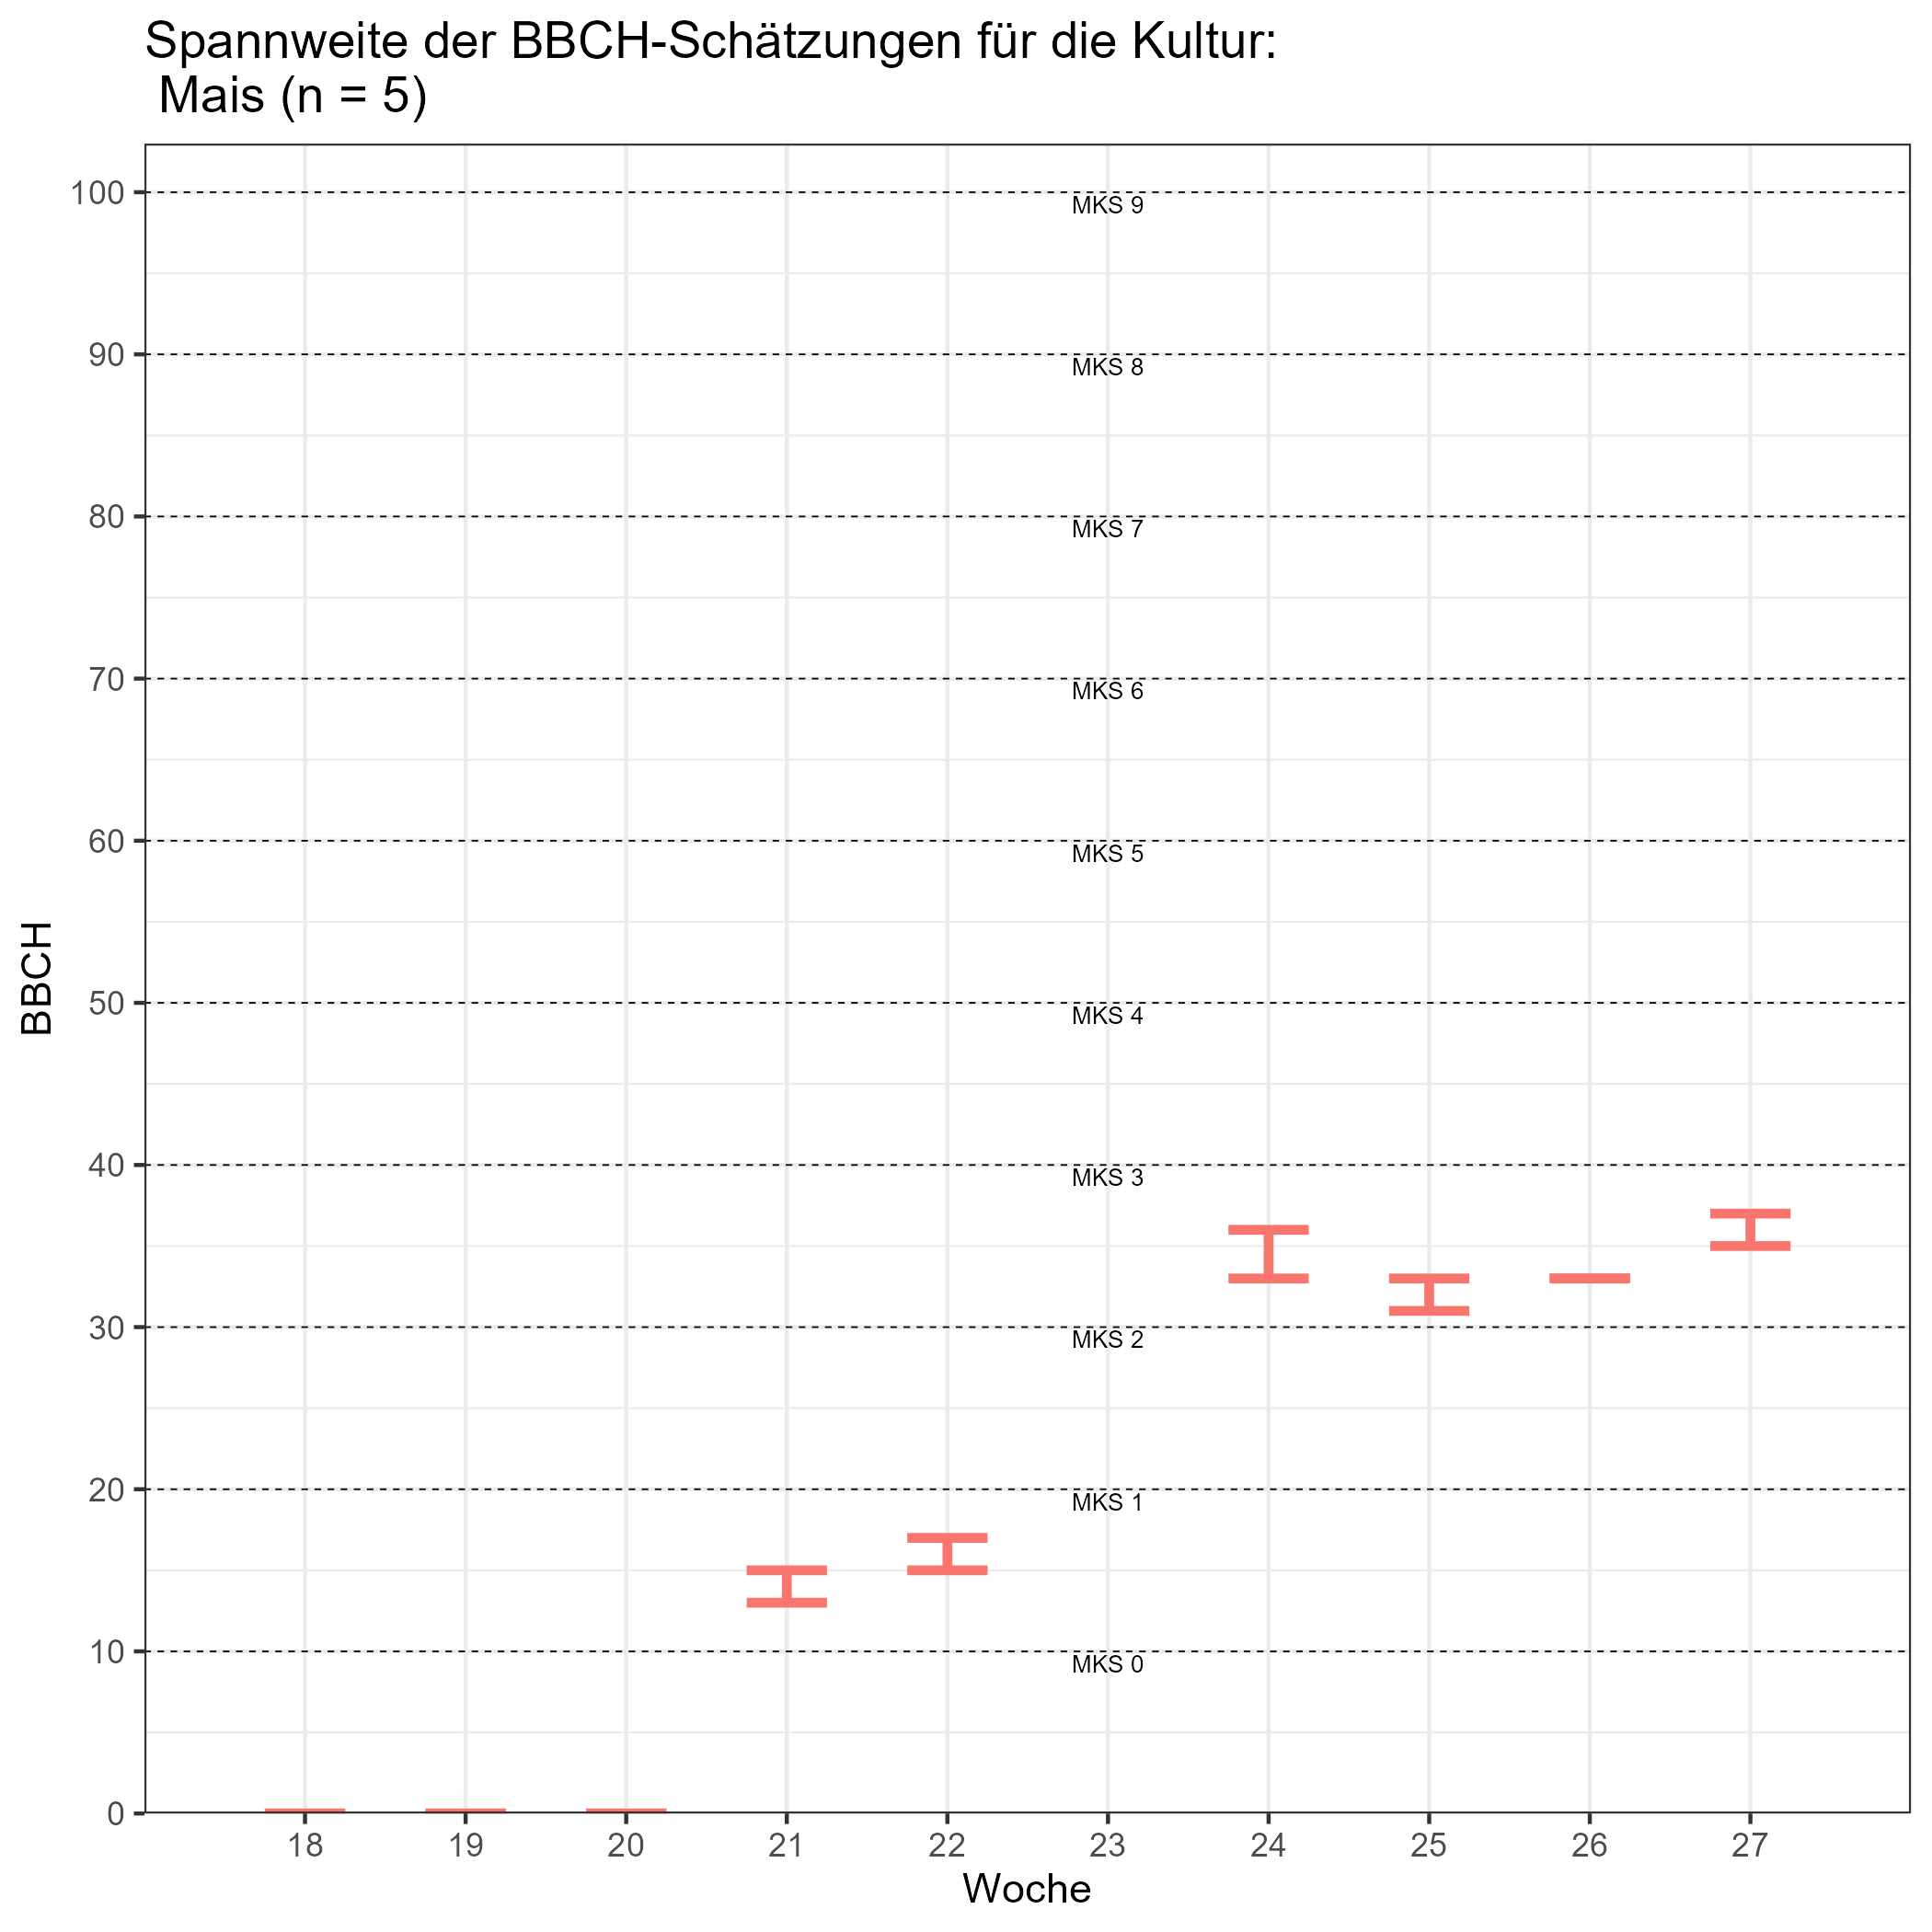 Spannweite der BBCH-Schätzungen für die Kultur:
Mais (n = 5)
100
MKS 9
90
MKS 8
80
MKS 7
70
MKS 6
60
MKS 5
BBCH
50
MKS 4
40
MKS 3
30
MKS 2
20
MKS 1
10
MKS 0
0
18 19 20 21 22 23 24 25 26 27
Woche